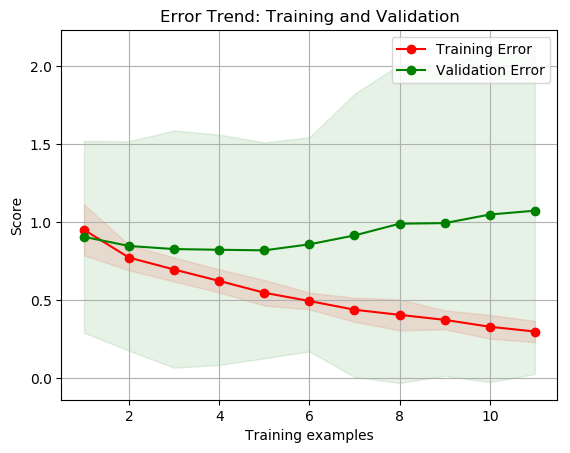 Error Trend: Training and Validation
Training Error
Validation Error
2.0
1.5
1.0
0.5
0.0
Score
2 4 6 8 10
Training examples